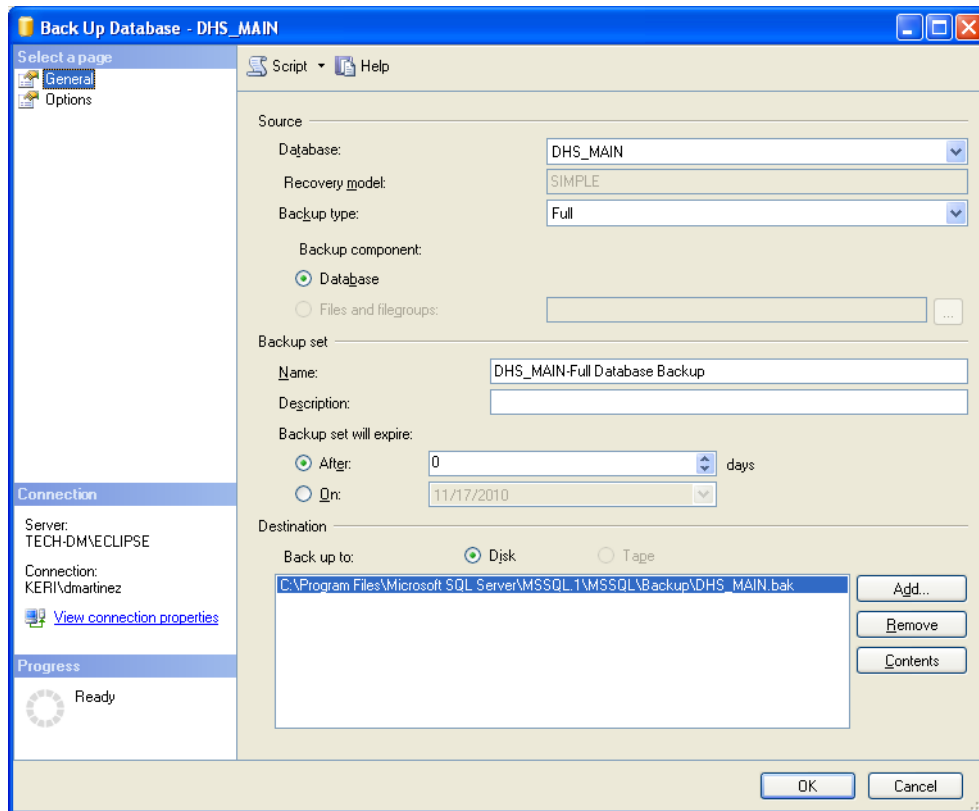 Back Up Database - DHS_MAIN
Select a page
General
Options
Script Help
Source
Database: DHS_MAIN
Recovery model: SIMPLE
Backup type: Full
Backup component:
Database
Files and filegroups: ...
Backup set
Name: DHS_MAIN-Full Database Backup
Description:
Backup set will expire:
After: 0 days
On: 11/17/2010
Destination
Back up to: Disk Tape
C:\Program Files\Microsoft SQL Server\MSSQL.1\MSSQL\Backup\DHS_MAIN.bak
Add...
Remove
Contents
Connection
Server:
TECH-DM\ECLIPSE
Connection:
KERI\dmartinez
View connection properties
Progress
Ready
OK Cancel